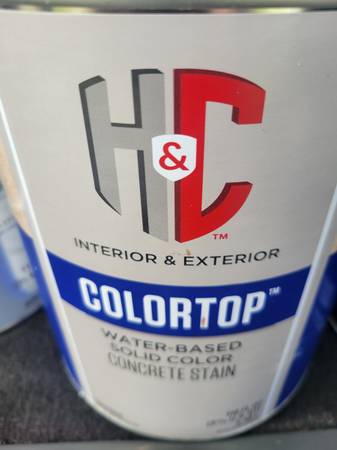 H&C™
INTERIOR & EXTERIOR
COLORTOP™
WATER-BASED
SOLID COLOR
CONCRETE STAIN